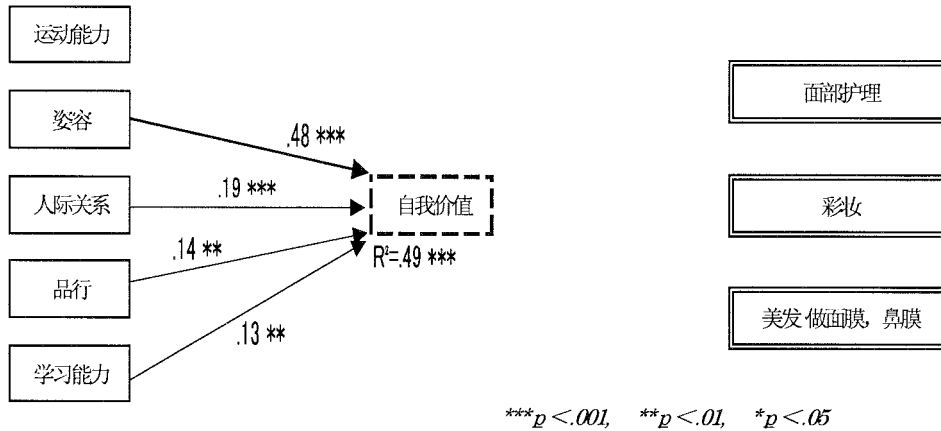 运动能力
姿容
人际关系
品行
学习能力
.48 ***
.19 ***
.14 **
.13 **
自我价值
R²=.49 ***
面部护理
彩妆
美发 做面膜，鼻膜
***p <.001,  **p <.01,  *p <.05